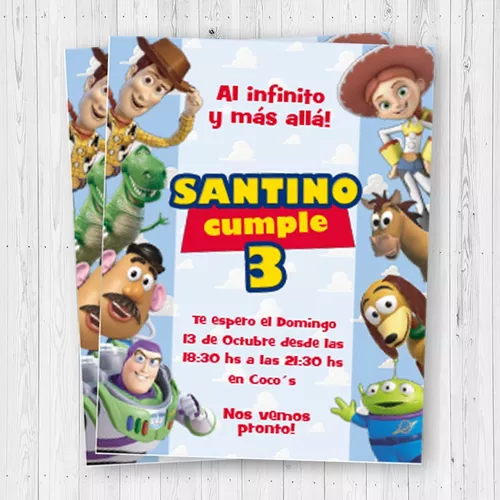 Al infinito
y más allá!
SANTINO
cumple
3
Te espero el Domingo
13 de Octubre desde las
18:30 hs a las 21:30 hs
en Coco´s
Nos vemos
pronto!